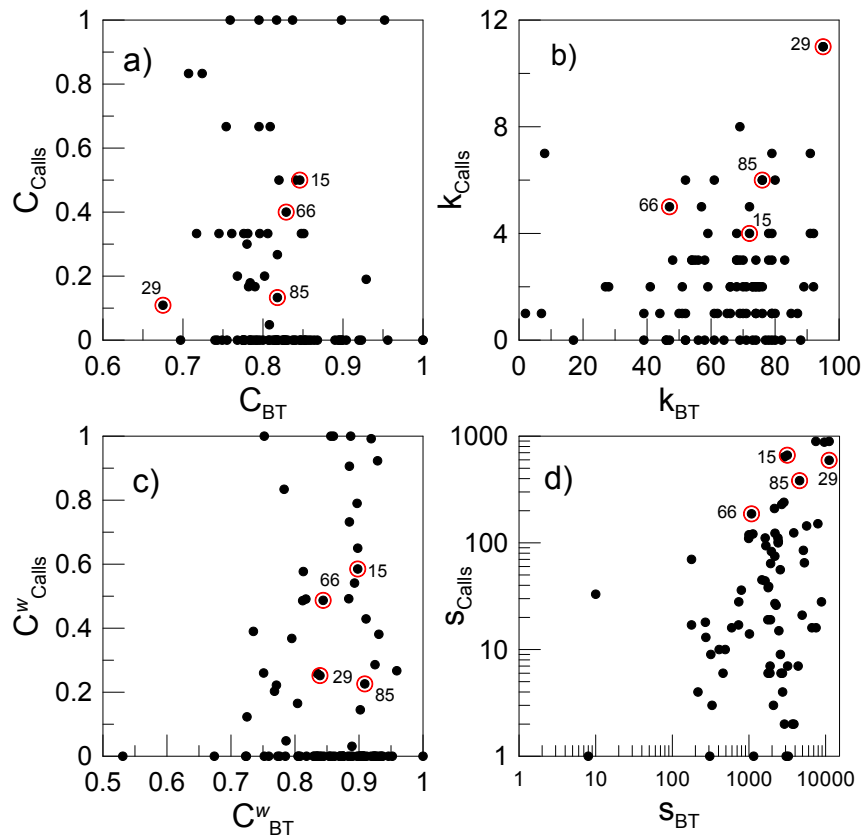 a)
C_Calls
1
0.8
0.6
0.4
0.2
0
0.6 0.7 0.8 0.9 1
C_BT
15
66
29
85
b)
k_Calls
12
8
4
0
0 20 40 60 80 100
k_BT
29
85
66
15
c)
C^w_Calls
1
0.8
0.6
0.4
0.2
0
0.5 0.6 0.7 0.8 0.9 1
C^w_BT
66
15
29
85
d)
s_Calls
1000
100
10
1
1 10 100 1000 10000
s_BT
15
85
29
66